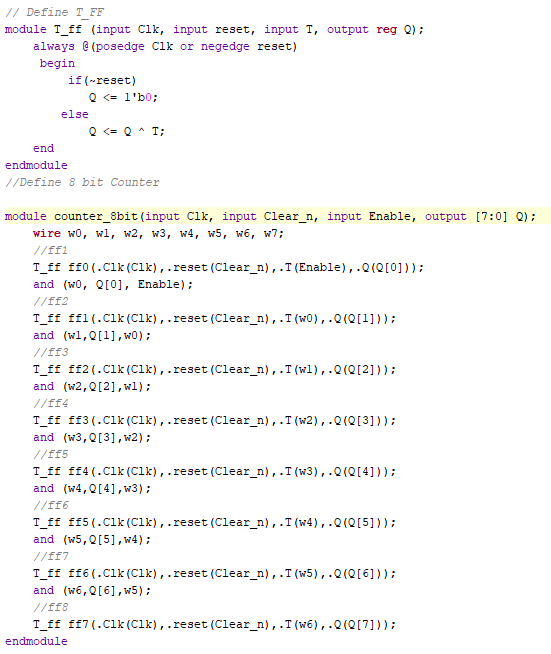 // Define T_FF
module T_ff (input Clk, input reset, input T, output reg Q);
always @(posedge Clk or negedge reset)
begin
if(~reset)
Q <= 1'b0;
else
Q <= Q ^ T;
end
endmodule
//Define 8 bit Counter
module counter_8bit(input Clk, input Clear_n, input Enable, output [7:0] Q);
wire w0, w1, w2, w3, w4, w5, w6, w7;
//ff1
T_ff ff0(.Clk(Clk),.reset(Clear_n),.T(Enable),.Q(Q[0]));
and (w0, Q[0], Enable);
//ff2
T_ff ff1(.Clk(Clk),.reset(Clear_n),.T(w0),.Q(Q[1]));
and (w1,Q[1],w0);
//ff3
T_ff ff2(.Clk(Clk),.reset(Clear_n),.T(w1),.Q(Q[2]));
and (w2,Q[2],w1);
//ff4
T_ff ff3(.Clk(Clk),.reset(Clear_n),.T(w2),.Q(Q[3]));
and (w3,Q[3],w2);
//ff5
T_ff ff4(.Clk(Clk),.reset(Clear_n),.T(w3),.Q(Q[4]));
and (w4,Q[4],w3);
//ff6
T_ff ff5(.Clk(Clk),.reset(Clear_n),.T(w4),.Q(Q[5]));
and (w5,Q[5],w4);
//ff7
T_ff ff6(.Clk(Clk),.reset(Clear_n),.T(w5),.Q(Q[6]));
and (w6,Q[6],w5);
//ff8
T_ff ff7(.Clk(Clk),.reset(Clear_n),.T(w6),.Q(Q[7]));
endmodule